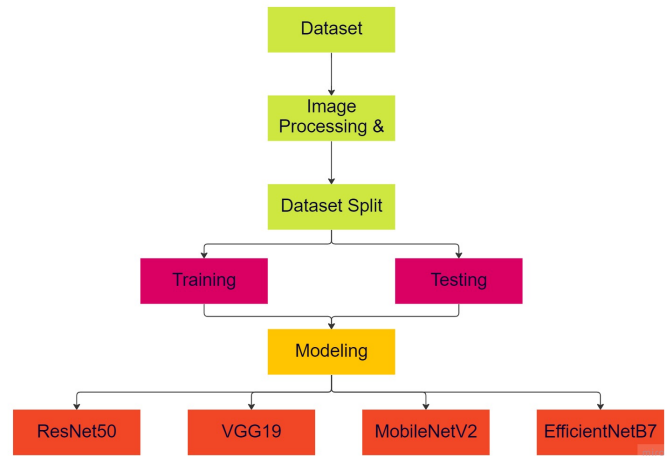 Dataset
Image
Processing &
Dataset Split
Training
Testing
Modeling
ResNet50
VGG19
MobileNetV2
EfficientNetB7